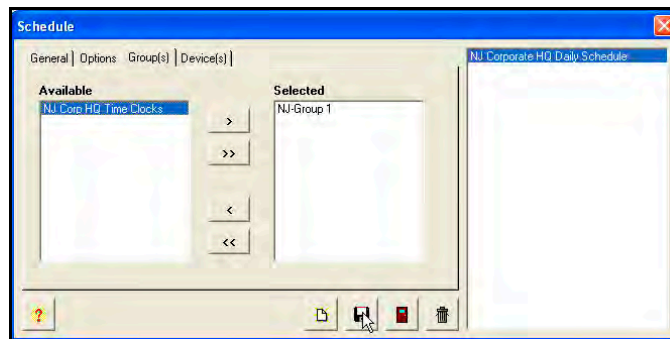 Schedule
General Options Group(s) Device(s)
Available
NJ Corp HQ Time Clocks
>
>>
<
<<
Selected
NJ-Group 1
?
NJ Corporate HQ Daily Schedule